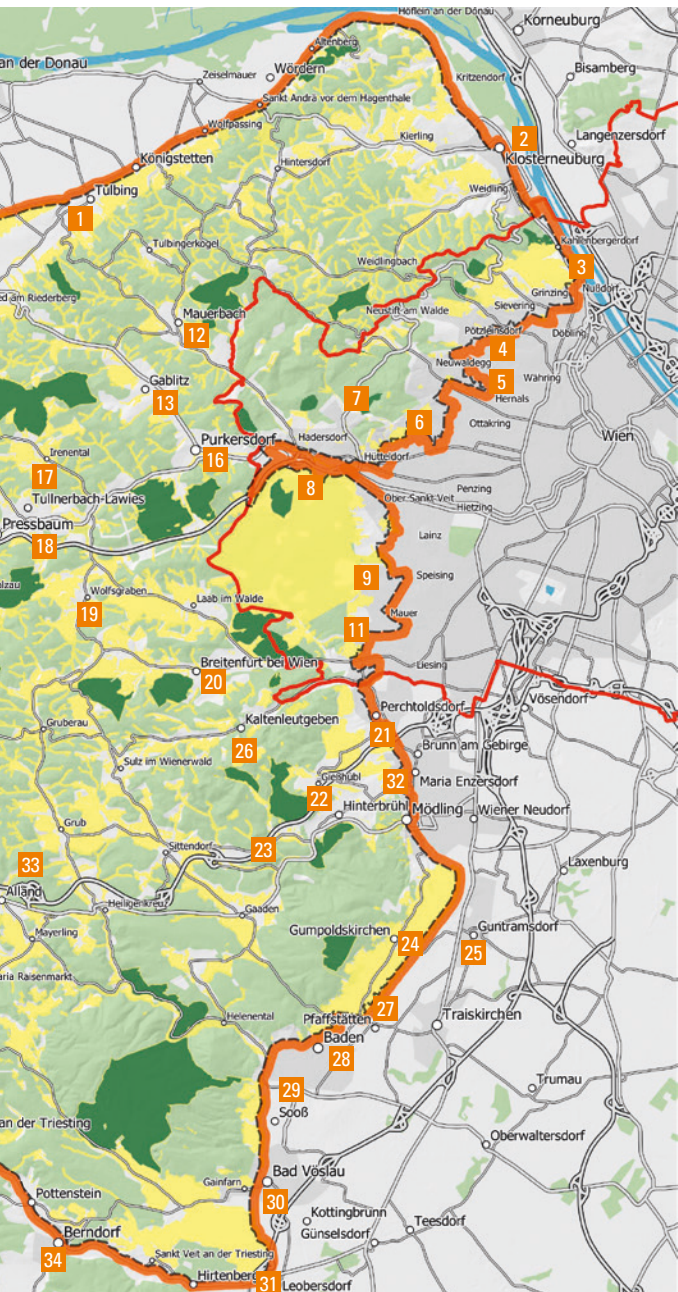 Höflein an der Donau
Korneuburg
Altenberg
an der Donau
Wördern
Zeiselmauer
Bisamberg
Kritzendorf
Sankt Andrä vor dem Hagenthale
Wolfpassing
Kierling
2
Langenzersdorf
Königstetten
Klosterneuburg
Hintersdorf
Weidling
Tülbing
1
Tulbingerkogel
Kahlenbergerdorf
Weidlingbach
3
ed am Riederberg
Nußdorf
Grinzing
Mauerbach
Neustift am Walde
Sievering
12
Pötzleinsdorf
Döbling
4
Neuwaldegg
Gablitz
5
Währing
13
7
Hernals
6
Ottakring
Purkersdorf
Hadersdorf
Wien
16
Irenental
Hütteldorf
17
8
Penzing
Tullnerbach-Lawies
Ober Sankt Veit
Hietzing
Pressbaum
18
Lainz
9
Speising
olzau
Wolfsgraben
Laab im Walde
19
Mauer
11
Breitenfurt bei Wien
Liesing
20
Perchtoldsdorf
Vösendorf
Gruberau
Kaltenleutgeben
21
26
Brunn am Gebirge
Sulz im Wienerwald
Gießhübl
32
Maria Enzersdorf
22
Hinterbrühl
Mödling
Wiener Neudorf
Grub
23
Sittendorf
33
Laxenburg
Alland
Heiligenkreuz
Gaaden
Mayerling
Gumpoldskirchen
24
Guntramsdorf
25
aria Raisenmarkt
27
Helenental
Pfaffstätten
Traiskirchen
Baden
28
Trumau
29
Sooß
an der Triesting
Oberwaltersdorf
Bad Vöslau
Gainfarn
30
Pottenstein
Kottingbrunn
Teesdorf
Günselsdorf
Berndorf
34
Sankt Veit an der Triesting
Hirtenberg
31
Leobersdorf